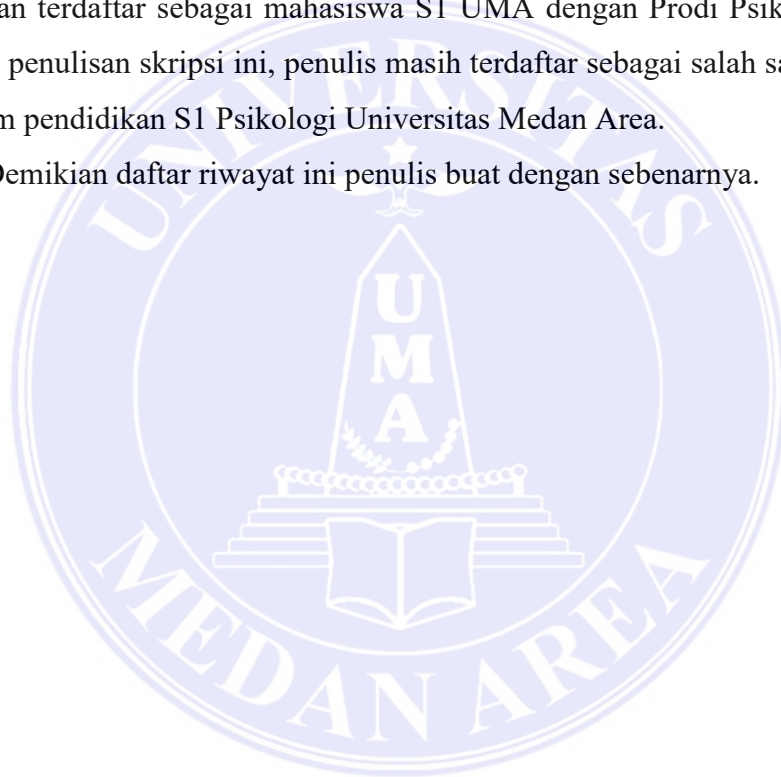 an terdaftar sebagai mahasiswa S1 UMA dengan Prodi Psik
penulisan skripsi ini, penulis masih terdaftar sebagai salah sa
m pendidikan S1 Psikologi Universitas Medan Area.
Demikian daftar riwayat ini penulis buat dengan sebenarnya.
UNIVERSITAS
U
M
A
MEDAN AREA